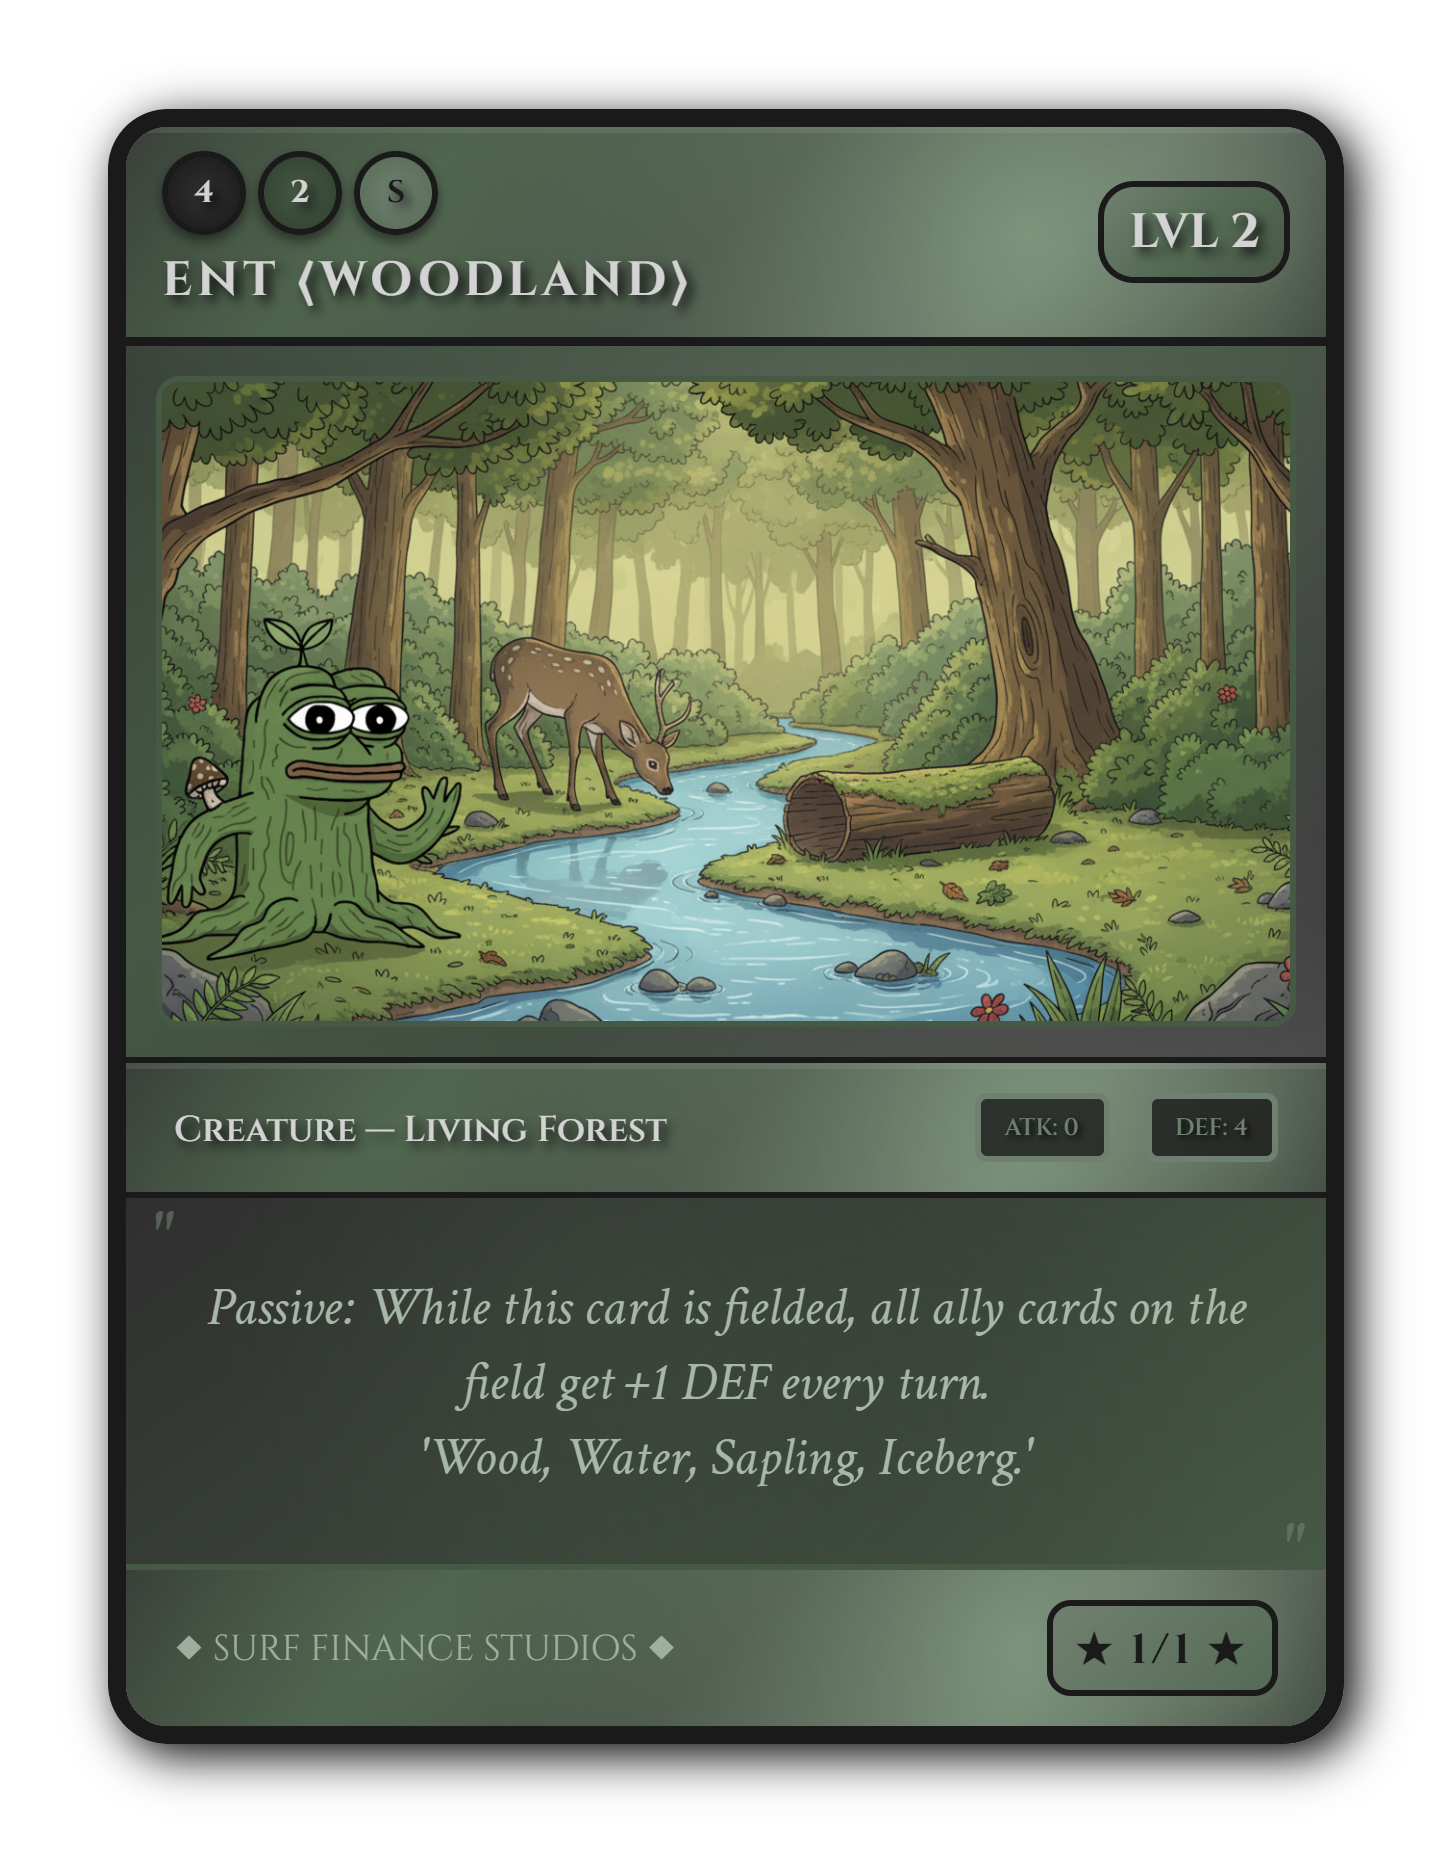 4 2 S
ENT ⟨WOODLAND⟩
LVL 2
CREATURE — LIVING FOREST
ATK: 0
DEF: 4
"
Passive: While this card is fielded, all ally cards on the
field get +1 DEF every turn.
'Wood, Water, Sapling, Iceberg.'
"
◆ SURF FINANCE STUDIOS ◆
★ 1/1 ★